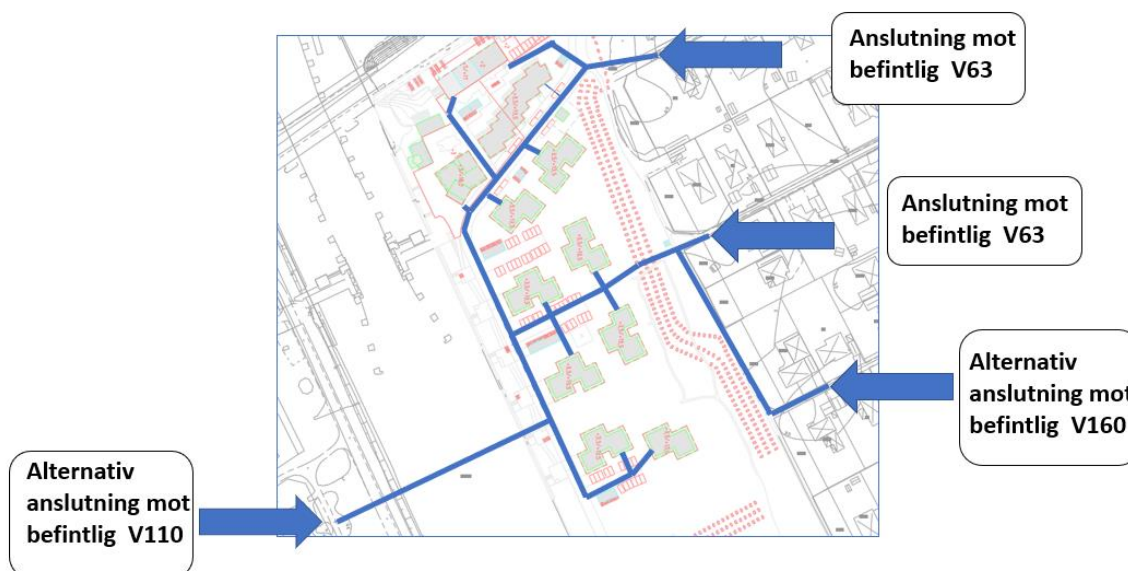 Anslutning mot
befintlig V63
Anslutning mot
befintlig V63
Alternativ
anslutning mot
befintlig V160
Alternativ
anslutning mot
befintlig V110